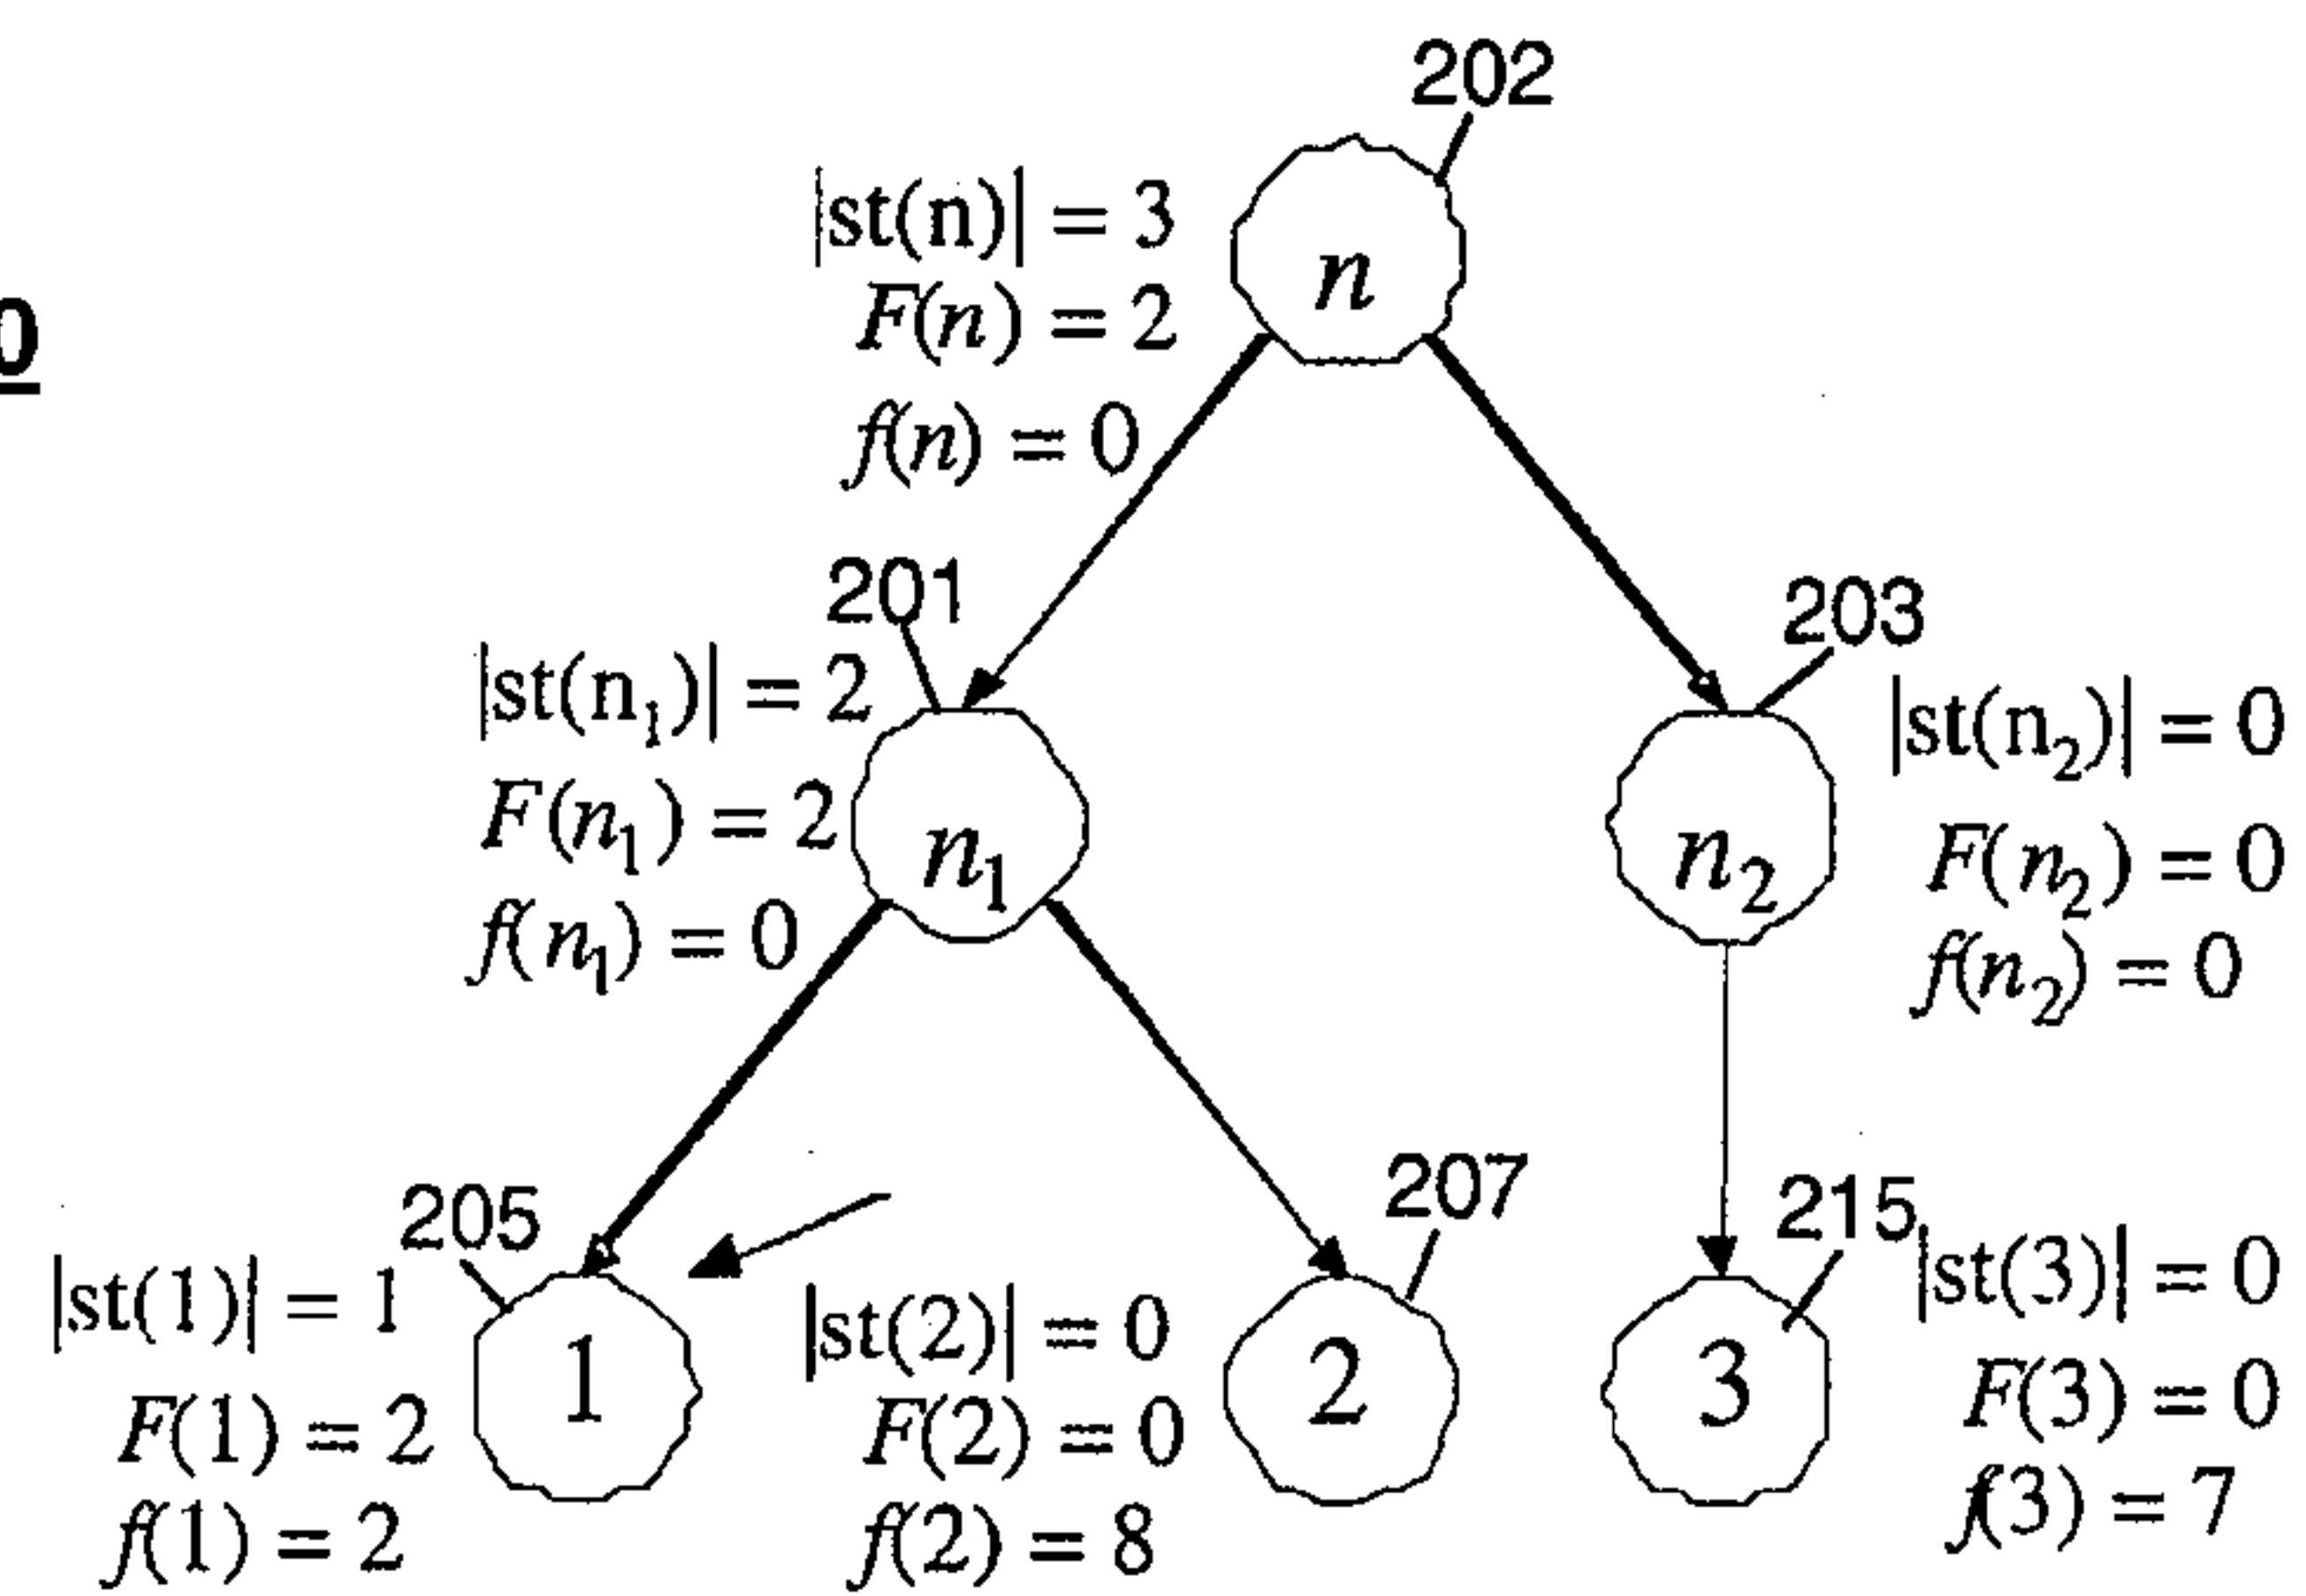 202
|st(n)| = 3
n
F(n) = 2
0
f(n) = 0
201
203
|st(n₁)| = 2
|st(n₂)| = 0
F(n₁) = 2
n₁
n₂
F(n₂) = 0
f(n₁) = 0
f(n₂) = 0
205
207
215
|st(1)| = 1
1
|st(2)| = 0
2
3
|st(3)| = 0
F(1) = 2
F(2) = 0
F(3) = 0
f(1) = 2
f(2) = 8
f(3) = 7